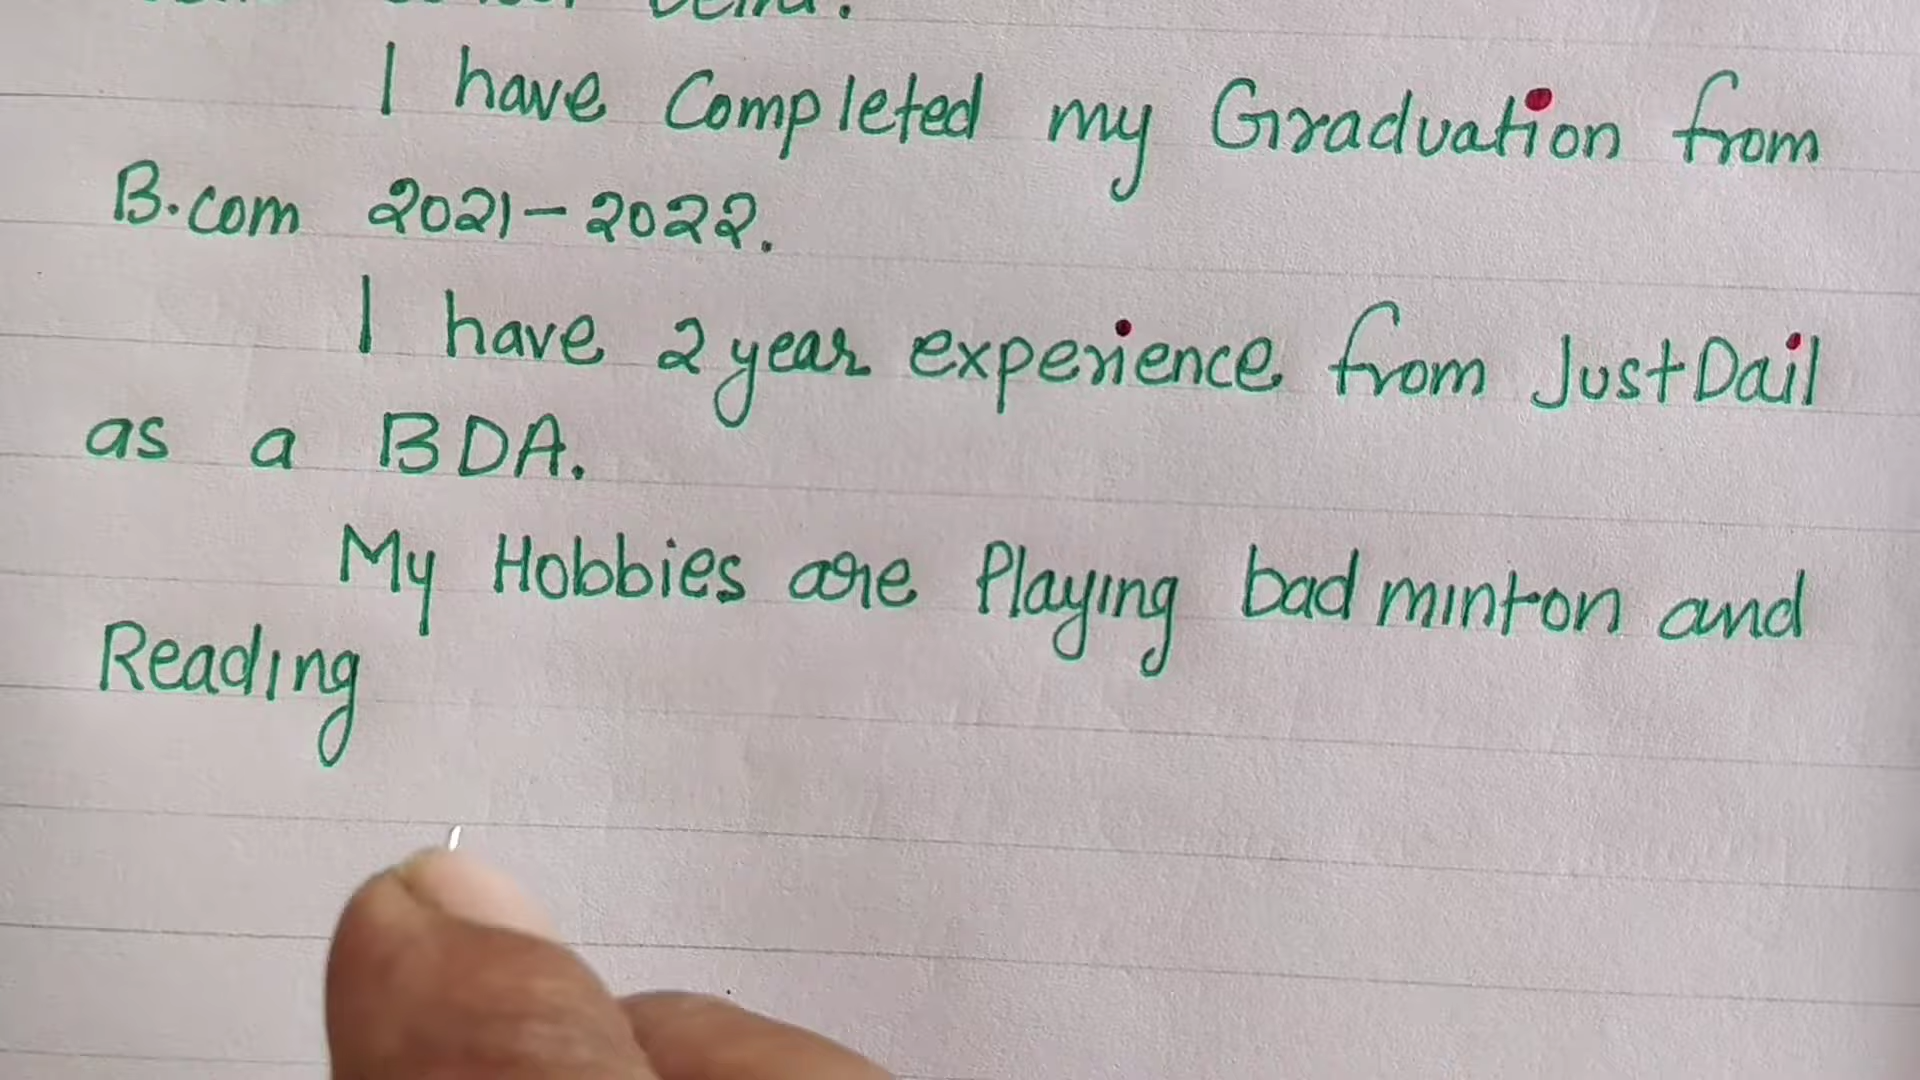 I have Completed my Graduation from
B.com 2021-2022.
I have 2 year experience from JustDail
as a BDA.
My Hobbies are Playing badminton and
Reading